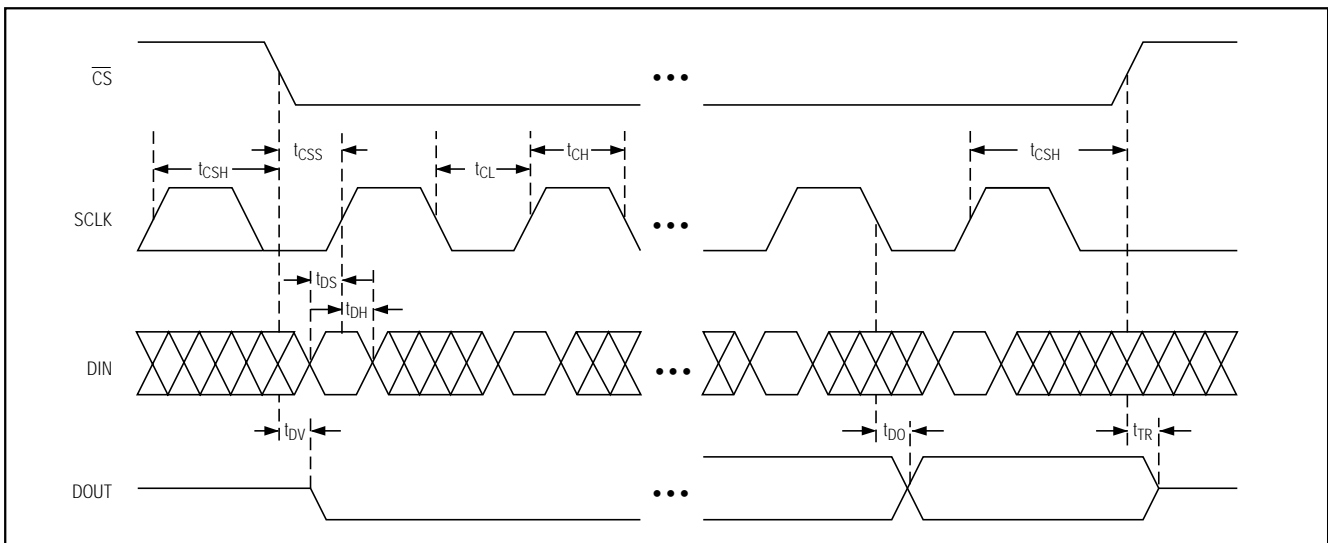 CS
•••
tCSS
tCH
tCSH
tCL
tCSH
SCLK
•••
tDS
tDH
DIN
•••
tDV
tDO
tTR
DOUT
•••